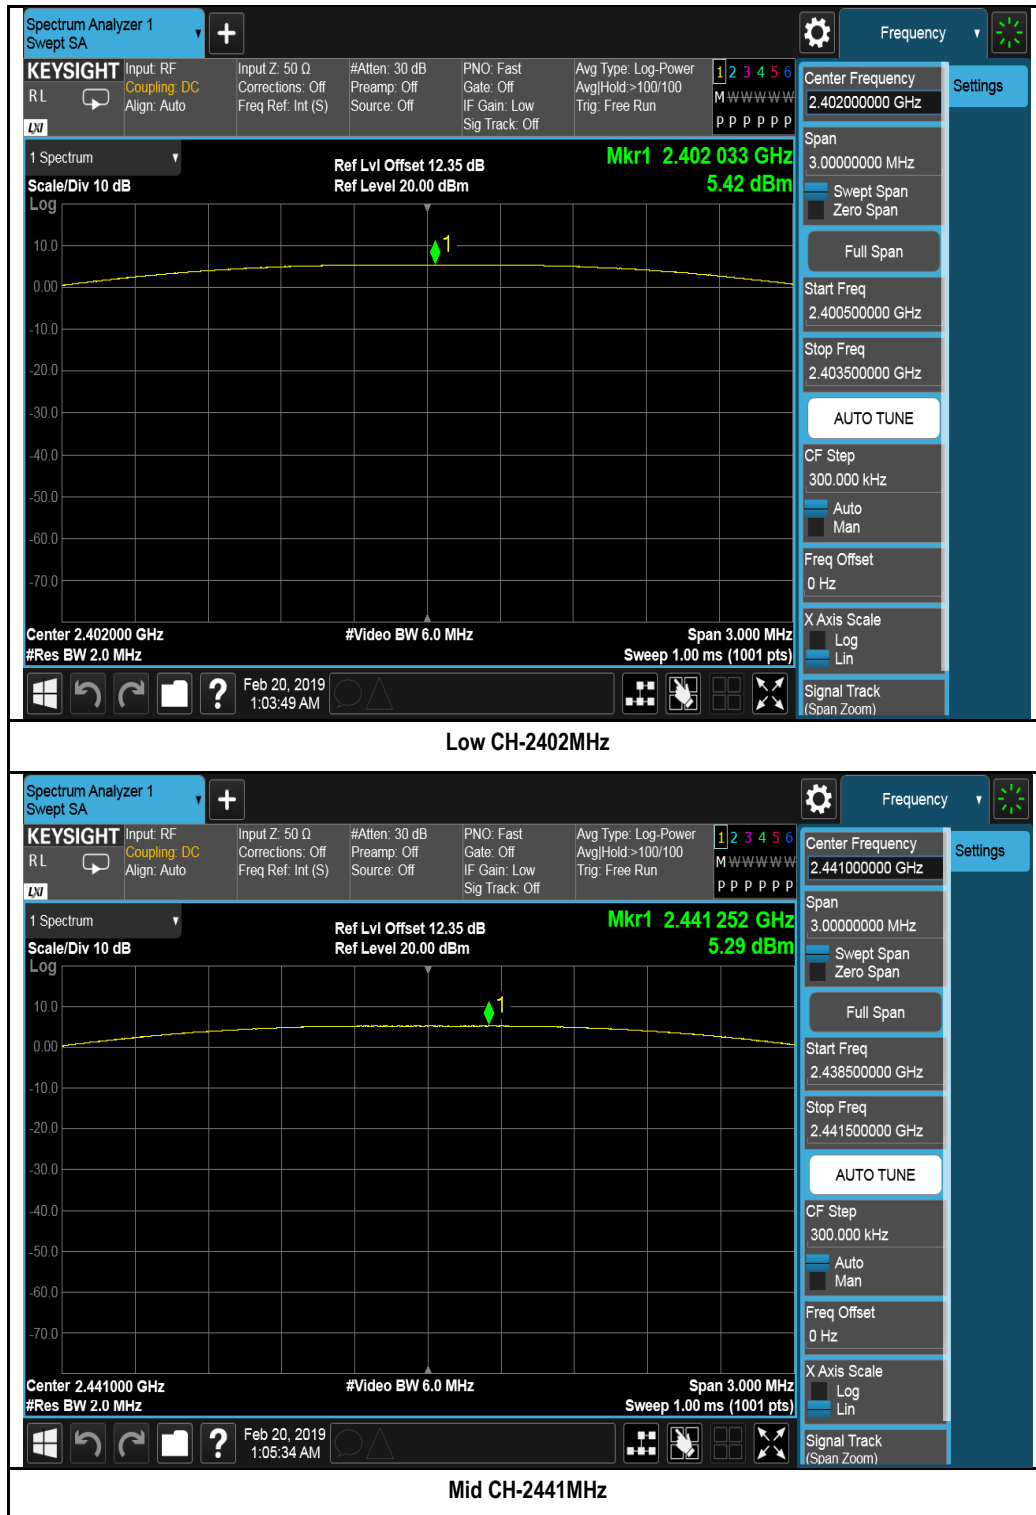 Spectrum Analyzer 1
Swept SA
Frequency
KEYSIGHT
RL
LXI
Input: RF
Coupling: DC
Align: Auto
Input Z: 50 Ω
Corrections: Off
Freq Ref: Int (S)
#Atten: 30 dB
Preamp: Off
Source: Off
PNO: Fast
Gate: Off
IF Gain: Low
Sig Track: Off
Avg Type: Log-Power
Avg|Hold:>100/100
Trig: Free Run
1 2 3 4 5 6
M W W W W W
P P P P P P
1 Spectrum
Scale/Div 10 dB
Ref Lvl Offset 12.35 dB
Ref Level 20.00 dBm
Mkr1 2.402 033 GHz
5.42 dBm
Log
1
10.0
0.00
-10.0
-20.0
-30.0
-40.0
-50.0
-60.0
-70.0
Center 2.402000 GHz
#Res BW 2.0 MHz
#Video BW 6.0 MHz
Span 3.000 MHz
Sweep 1.00 ms (1001 pts)
Center Frequency
2.402000000 GHz
Settings
Span
3.00000000 MHz
Swept Span
Zero Span
Full Span
Start Freq
2.400500000 GHz
Stop Freq
2.403500000 GHz
AUTO TUNE
CF Step
300.000 kHz
Auto
Man
Freq Offset
0 Hz
X Axis Scale
Log
Lin
Signal Track
(Span Zoom)
?
Feb 20, 2019
1:03:49 AM
Low CH-2402MHz
Spectrum Analyzer 1
Swept SA
Frequency
KEYSIGHT
RL
LXI
Input: RF
Coupling: DC
Align: Auto
Input Z: 50 Ω
Corrections: Off
Freq Ref: Int (S)
#Atten: 30 dB
Preamp: Off
Source: Off
PNO: Fast
Gate: Off
IF Gain: Low
Sig Track: Off
Avg Type: Log-Power
Avg|Hold:>100/100
Trig: Free Run
1 2 3 4 5 6
M W W W W W
P P P P P P
1 Spectrum
Scale/Div 10 dB
Ref Lvl Offset 12.35 dB
Ref Level 20.00 dBm
Mkr1 2.441 252 GHz
5.29 dBm
Log
1
10.0
0.00
-10.0
-20.0
-30.0
-40.0
-50.0
-60.0
-70.0
Center 2.441000 GHz
#Res BW 2.0 MHz
#Video BW 6.0 MHz
Span 3.000 MHz
Sweep 1.00 ms (1001 pts)
Center Frequency
2.441000000 GHz
Settings
Span
3.00000000 MHz
Swept Span
Zero Span
Full Span
Start Freq
2.438500000 GHz
Stop Freq
2.441500000 GHz
AUTO TUNE
CF Step
300.000 kHz
Auto
Man
Freq Offset
0 Hz
X Axis Scale
Log
Lin
Signal Track
(Span Zoom)
?
Feb 20, 2019
1:05:34 AM
Mid CH-2441MHz